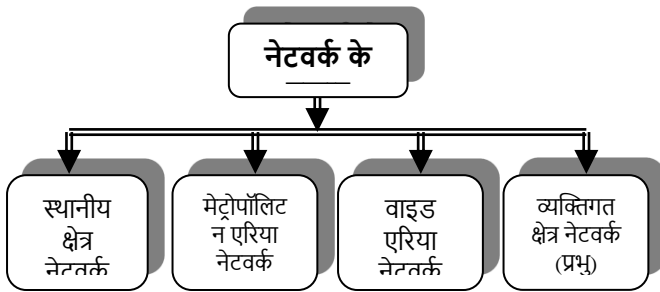 नेटवर्क के
स्थानीय
क्षेत्र
नेटवर्क
मेट्रोपॉलिट
न एरिया
नेटवर्क
वाइड
एरिया
नेटवर्क
व्यक्तिगत
क्षेत्र नेटवर्क
(प्रभु)